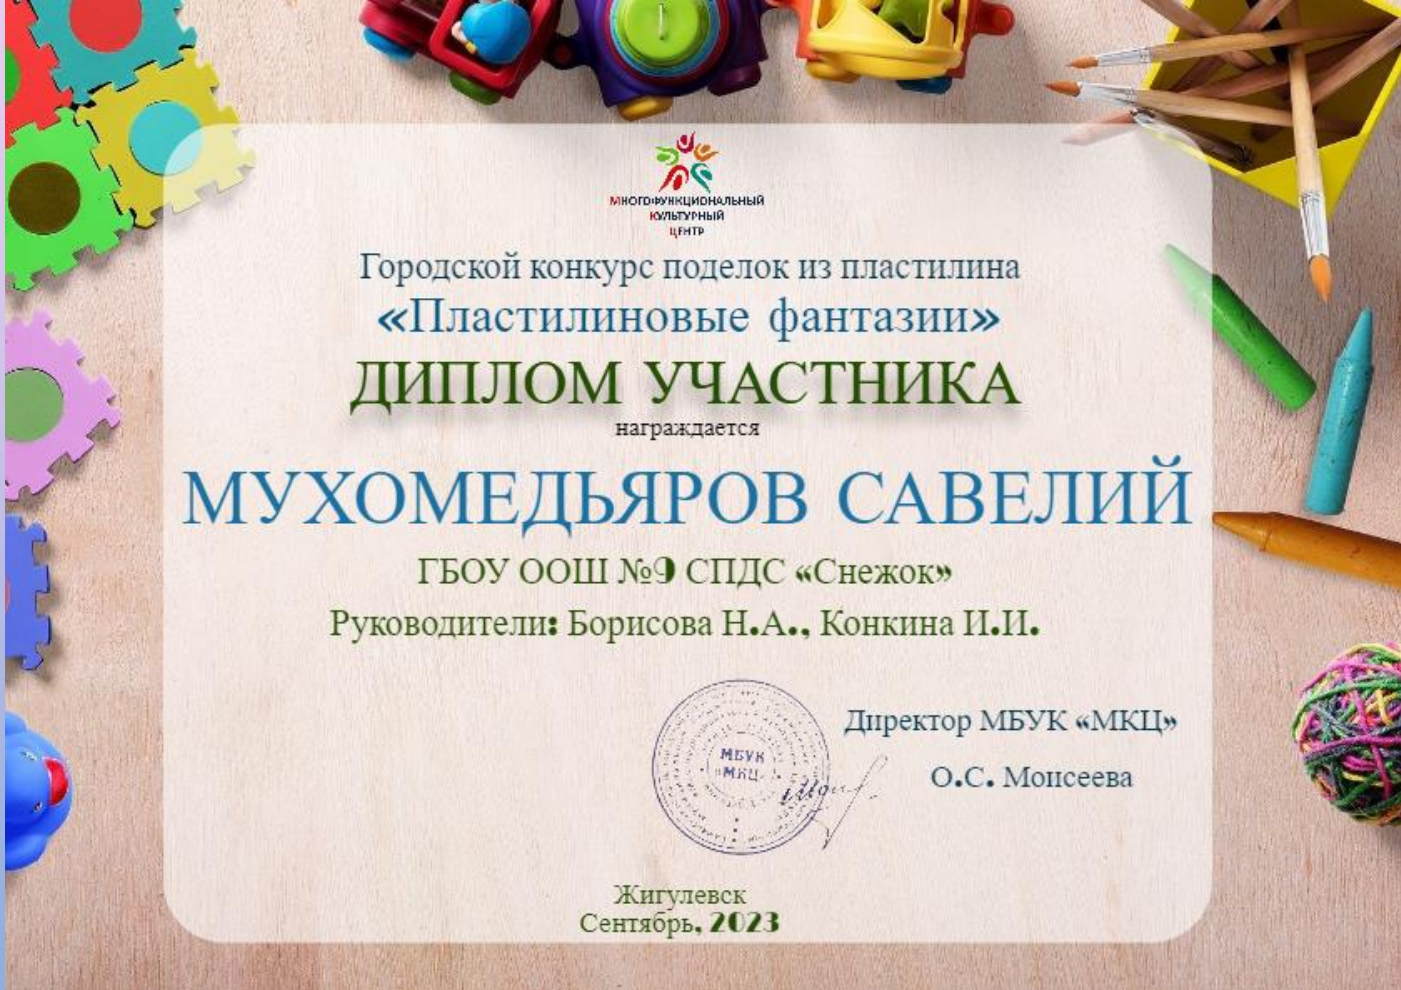 МНОГОФУНКЦИОНАЛЬНЫЙ
КУЛЬТУРНЫЙ
ЦЕНТР
Городской конкурс поделок из пластилина
«Пластилиновые фантазии»
ДИПЛОМ УЧАСТНИКА
награждается
МУХОМЕДЬЯРОВ САВЕЛИЙ
ГБОУ ООШ №9 СПДС «Снежок»
Руководители: Борисова Н.А., Конкина И.И.
Директор МБУК «МКЦ»
МБУК
«МКЦ»
О.С. Моисеева
Жигулевск
Сентябрь, 2023